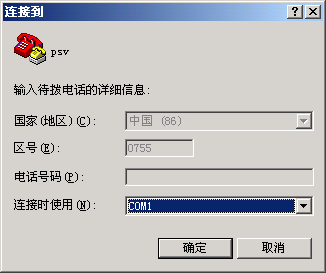 连接到
psv
输入待拨电话的详细信息:
国家(地区)(C): 中国 (86)
区号(E): 0755
电话号码(P):
连接时使用(N): COM1
确定 取消